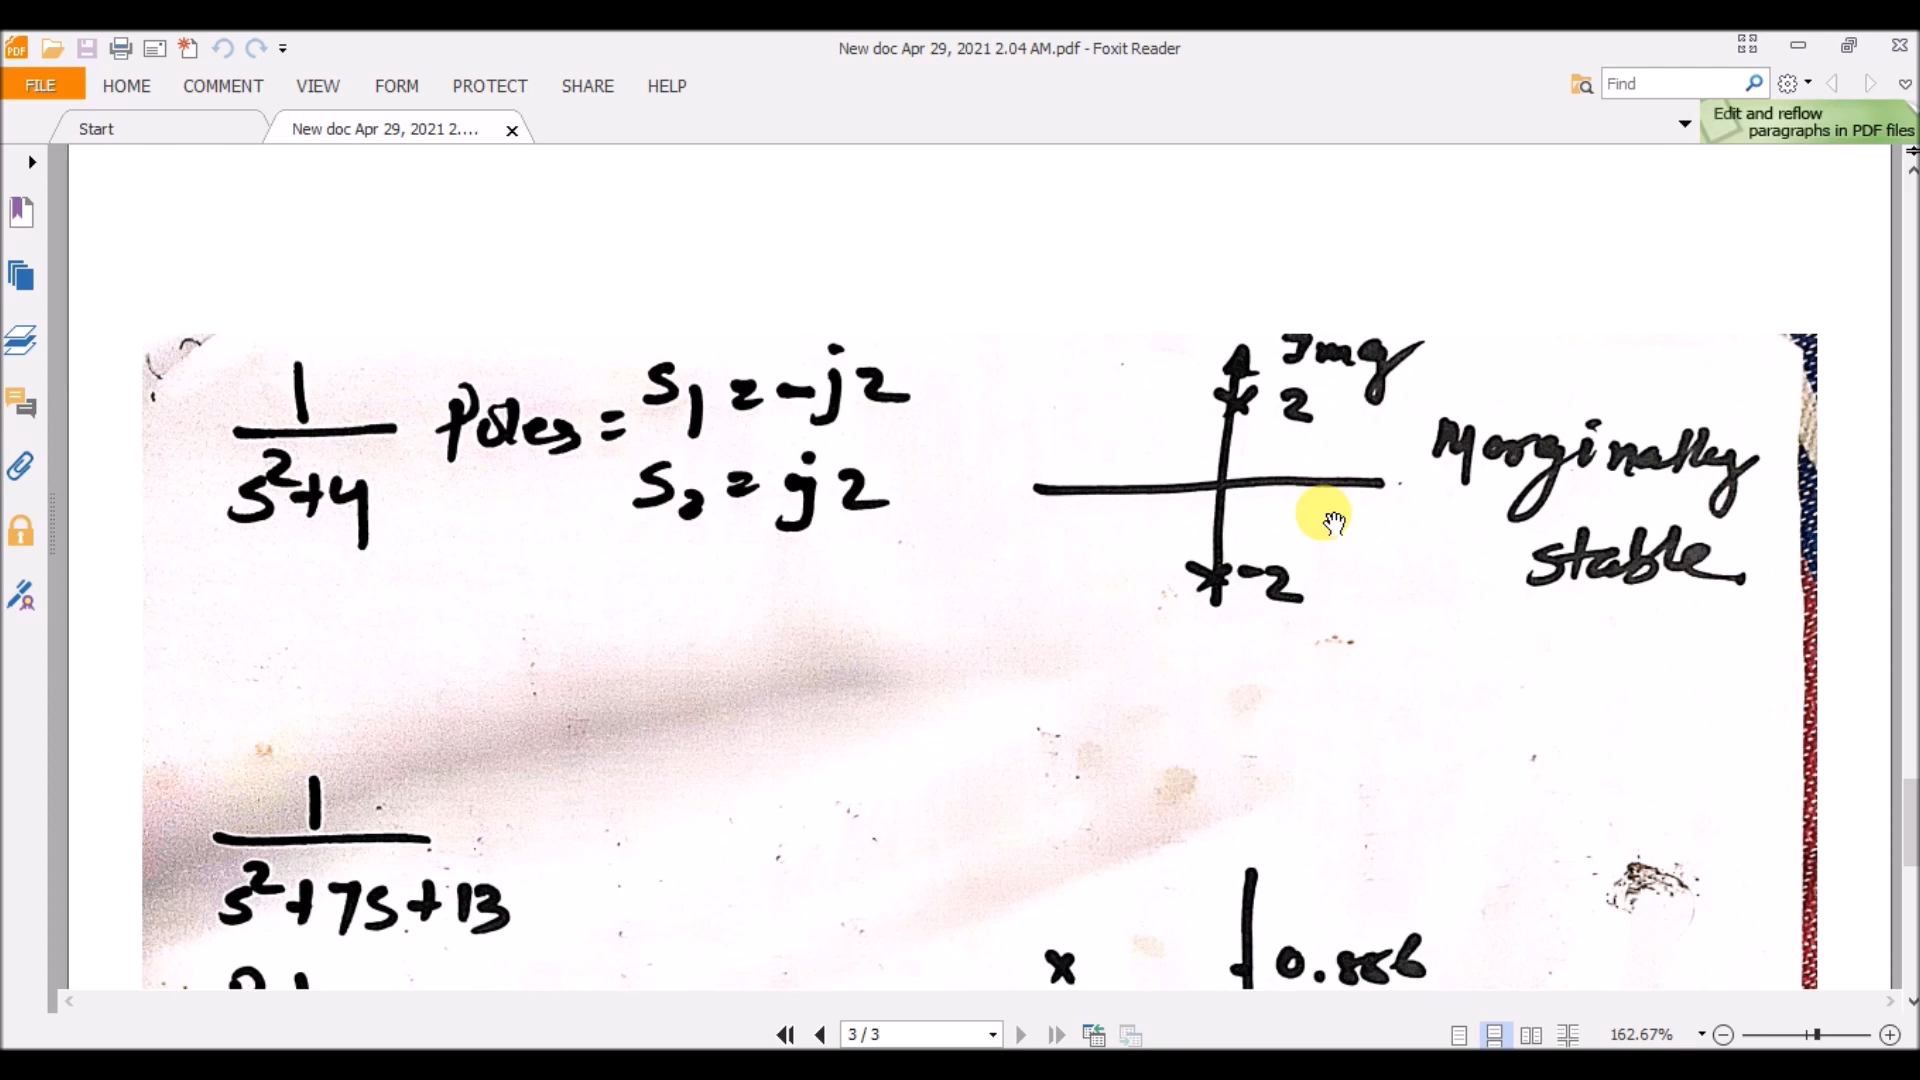 New doc Apr 29, 2021 2.04 AM.pdf - Foxit Reader
FILE HOME COMMENT VIEW FORM PROTECT SHARE HELP
Find
Edit and reflow
paragraphs in PDF files
Start
New doc Apr 29, 2021 2....
1
s²+4
Poles =
s₁ = -j2
s₂ = j2
Img
2
-2
Marginally
stable
1
s²+7s+13
x
0.866
3 / 3
162.67%